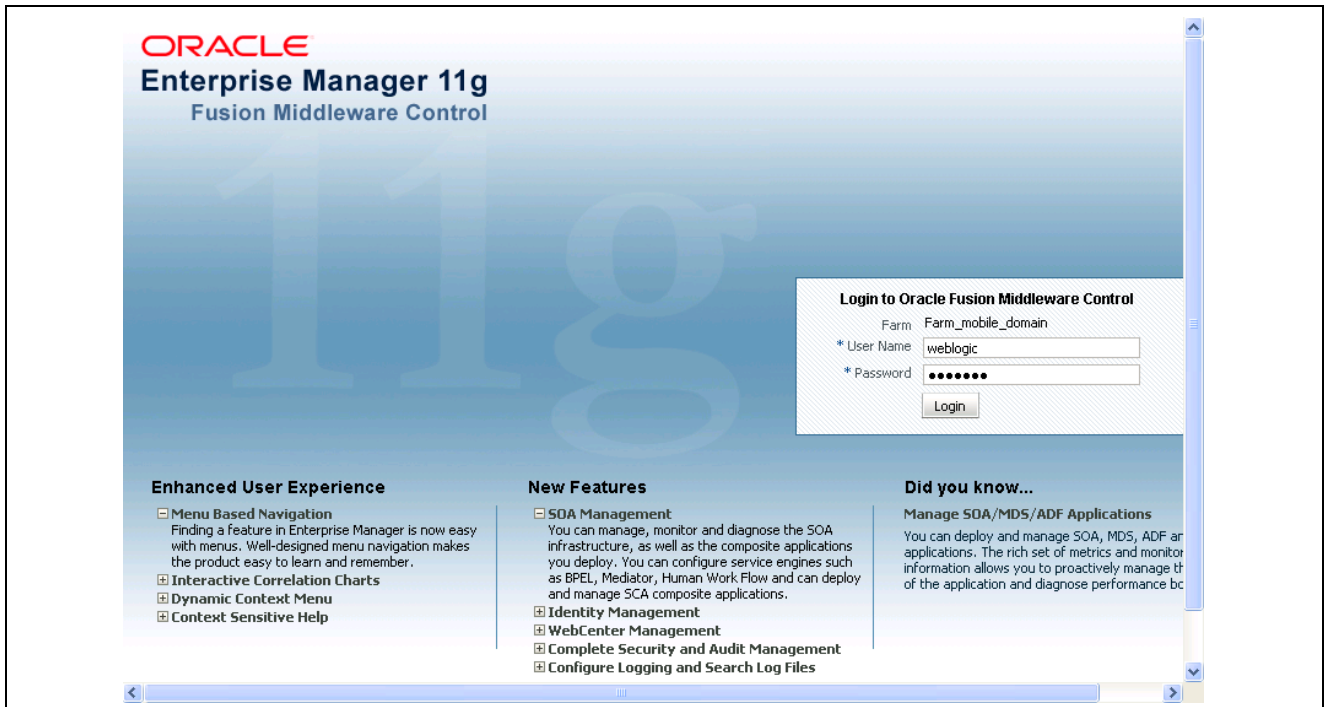 ORACLE
Enterprise Manager 11g
Fusion Middleware Control
11g
Login to Oracle Fusion Middleware Control
Farm Farm_mobile_domain
* User Name weblogic
* Password •••••••
Login
Enhanced User Experience
Menu Based Navigation
Finding a feature in Enterprise Manager is now easy
with menus. Well-designed menu navigation makes
the product easy to learn and remember.
Interactive Correlation Charts
Dynamic Context Menu
Context Sensitive Help
New Features
SOA Management
You can manage, monitor and diagnose the SOA
infrastructure, as well as the composite applications
you deploy. You can configure service engines such
as BPEL, Mediator, Human Work Flow and can deploy
and manage SCA composite applications.
Identity Management
WebCenter Management
Complete Security and Audit Management
Configure Logging and Search Log Files
Did you know...
Manage SOA/MDS/ADF Applications
You can deploy and manage SOA, MDS, ADF
applications. The rich set of metrics and
information allows you to proactively manage
of the application and diagnose performance